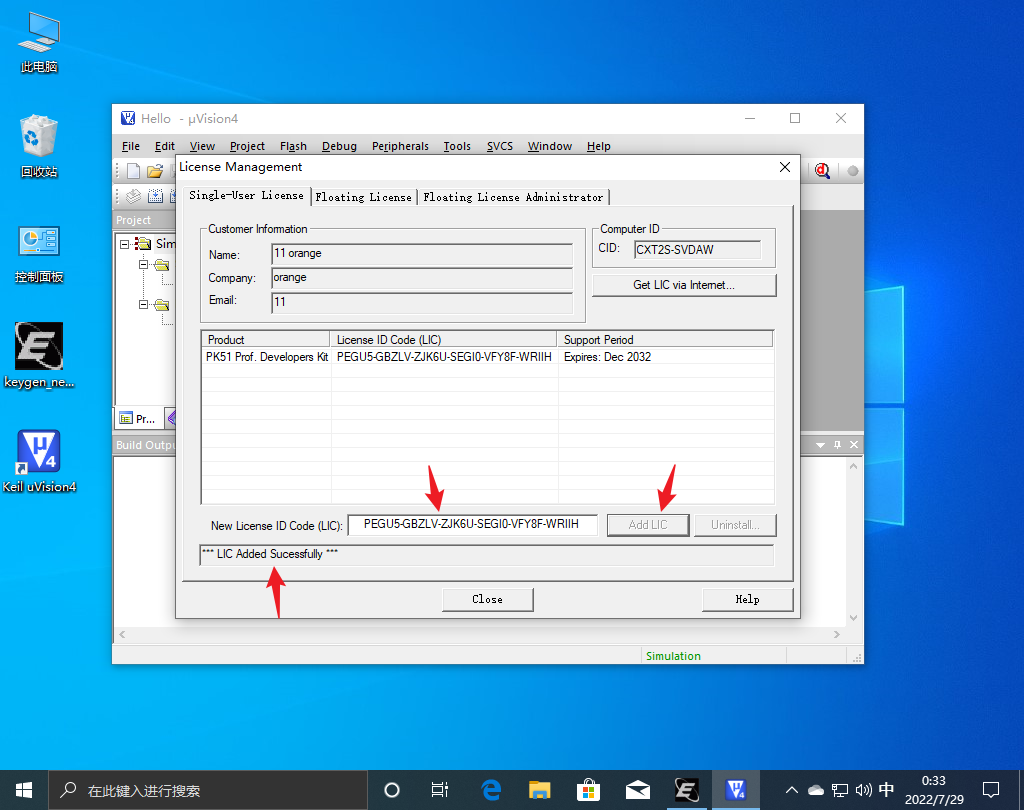 此电脑
回收站
控制面板
keygen_ne...
Keil uVision4
Hello - µVision4
File Edit View Project Flash Debug Peripherals Tools SVCS Window Help
License Management
Single-User License Floating License Floating License Administrator
Project
Sim
Customer Information
Name: 11 orange
Company: orange
Email: 11
Computer ID
CID: CXT2S-SVDAW
Get LIC via Internet...
Product License ID Code (LIC) Support Period
PK51 Prof. Developers Kit PEGU5-GBZLV-ZJK6U-SEGI0-VFY8F-WRIIH Expires: Dec 2032
Pr...
Build Outpu
New License ID Code (LIC): PEGU5-GBZLV-ZJK6U-SEGI0-VFY8F-WRIIH Add LIC Uninstall...
*** LIC Added Sucessfully ***
Close Help
Simulation
在此键入进行搜索
中
0:33
2022/7/29